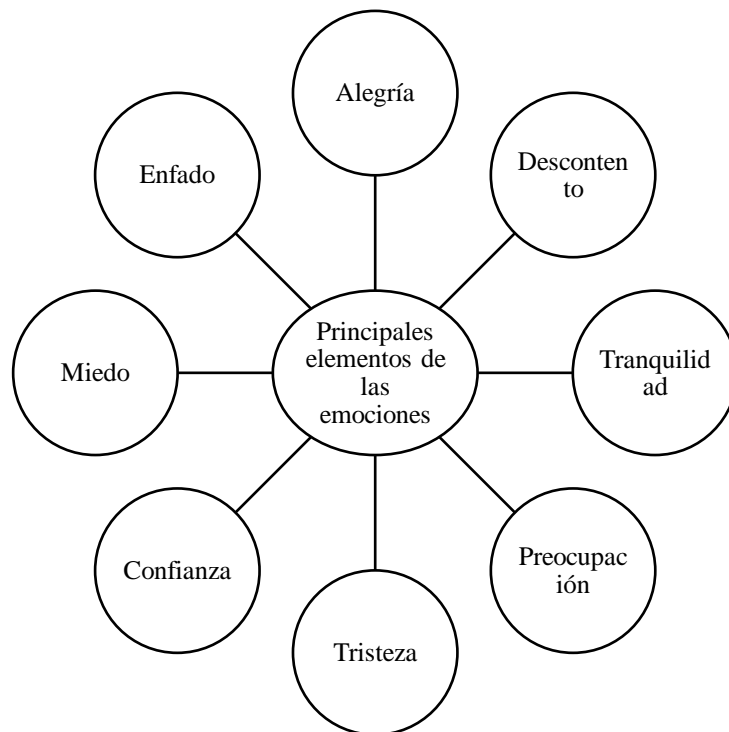 Alegría
Desconten
to
Tranquilid
ad
Preocupac
ión
Tristeza
Confianza
Miedo
Enfado
Principales
elementos de
las
emociones